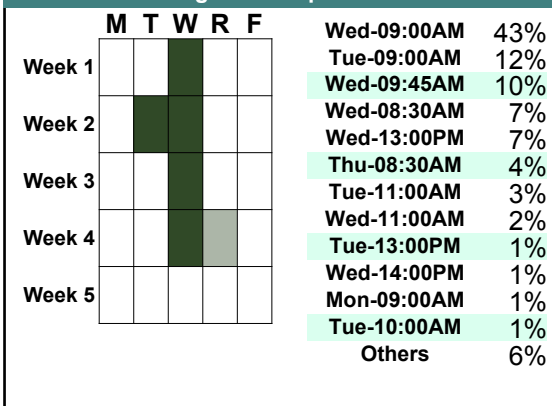 M T W R F
Week 1
Week 2
Week 3
Week 4
Week 5
Wed-09:00AM 43%
Tue-09:00AM 12%
Wed-09:45AM 10%
Wed-08:30AM 7%
Wed-13:00PM 7%
Thu-08:30AM 4%
Tue-11:00AM 3%
Wed-11:00AM 2%
Tue-13:00PM 1%
Wed-14:00PM 1%
Mon-09:00AM 1%
Tue-10:00AM 1%
Others 6%